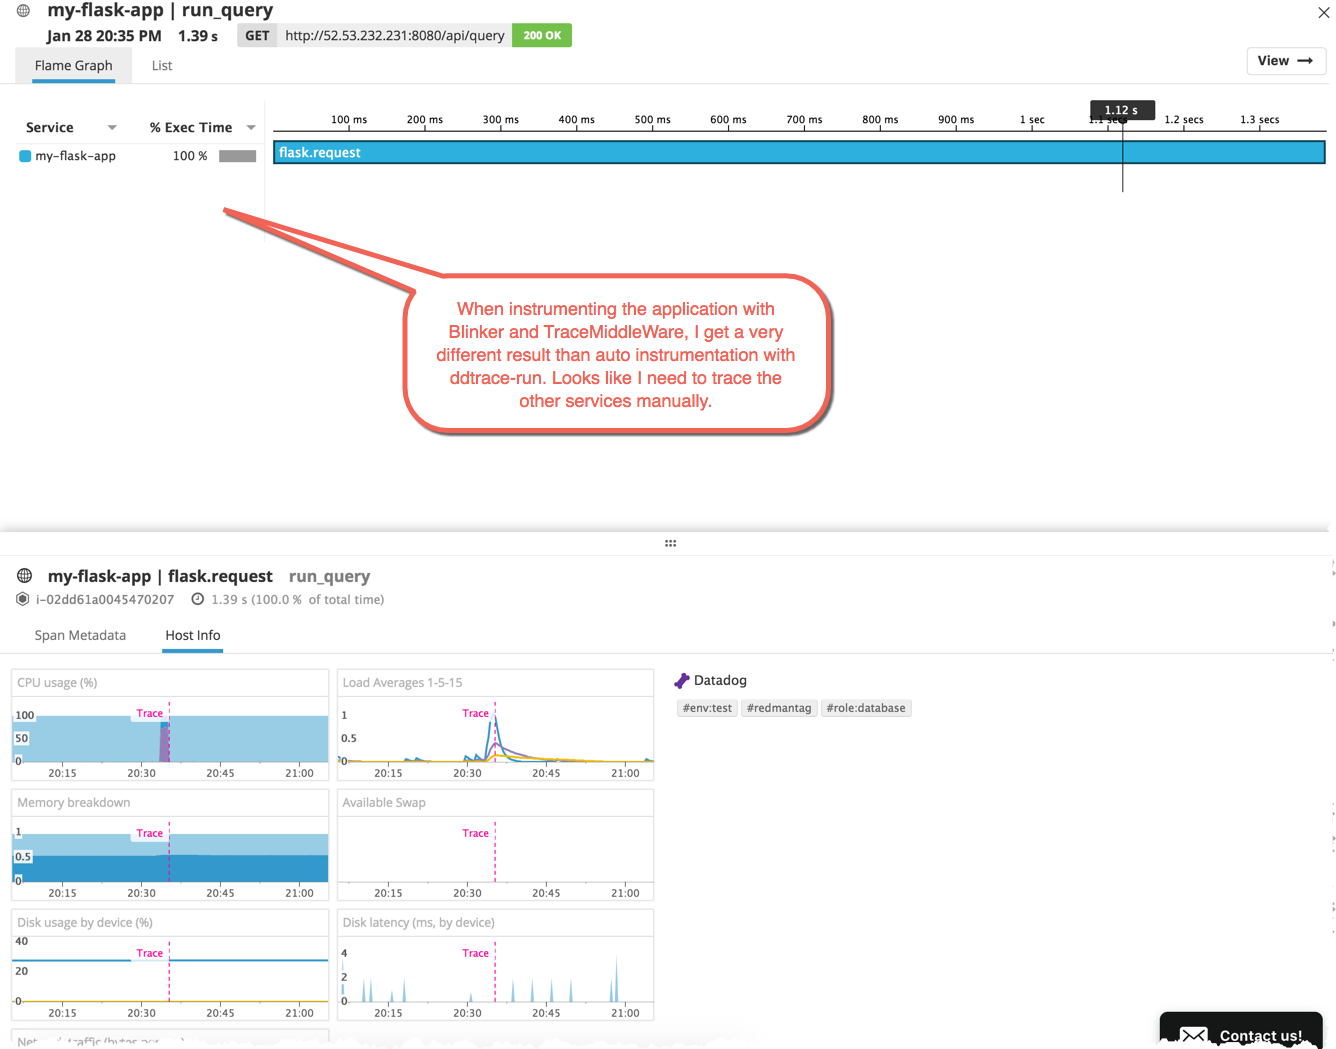 my-flask-app | run_query
Jan 28 20:35 PM 1.39 s GET http://52.53.232.231:8080/api/query 200 OK
Flame Graph List View →
Service % Exec Time
100 ms 200 ms 300 ms 400 ms 500 ms 600 ms 700 ms 800 ms 900 ms 1 sec 1.1 secs 1.2 secs 1.3 secs
1.12 s
my-flask-app 100 % flask.request
When instrumenting the application with
Blinker and TraceMiddleWare, I get a very
different result than auto instrumentation with
ddtrace-run. Looks like I need to trace the
other services manually.
my-flask-app | flask.request run_query
i-02dd61a0045470207 1.39 s (100.0 % of total time)
Span Metadata Host Info
CPU usage (%)
100
50
0
Trace
20:15 20:30 20:45 21:00
Load Averages 1-5-15
1
0.5
0
Trace
20:15 20:30 20:45 21:00
Datadog
#env:test #redmantag #role:database
Memory breakdown
1
0.5
0
Trace
20:15 20:30 20:45 21:00
Available Swap
Trace
20:15 20:30 20:45 21:00
Disk usage by device (%)
40
20
0
Trace
20:15 20:30 20:45 21:00
Disk latency (ms, by device)
4
2
0
Trace
20:15 20:30 20:45 21:00
Contact us!